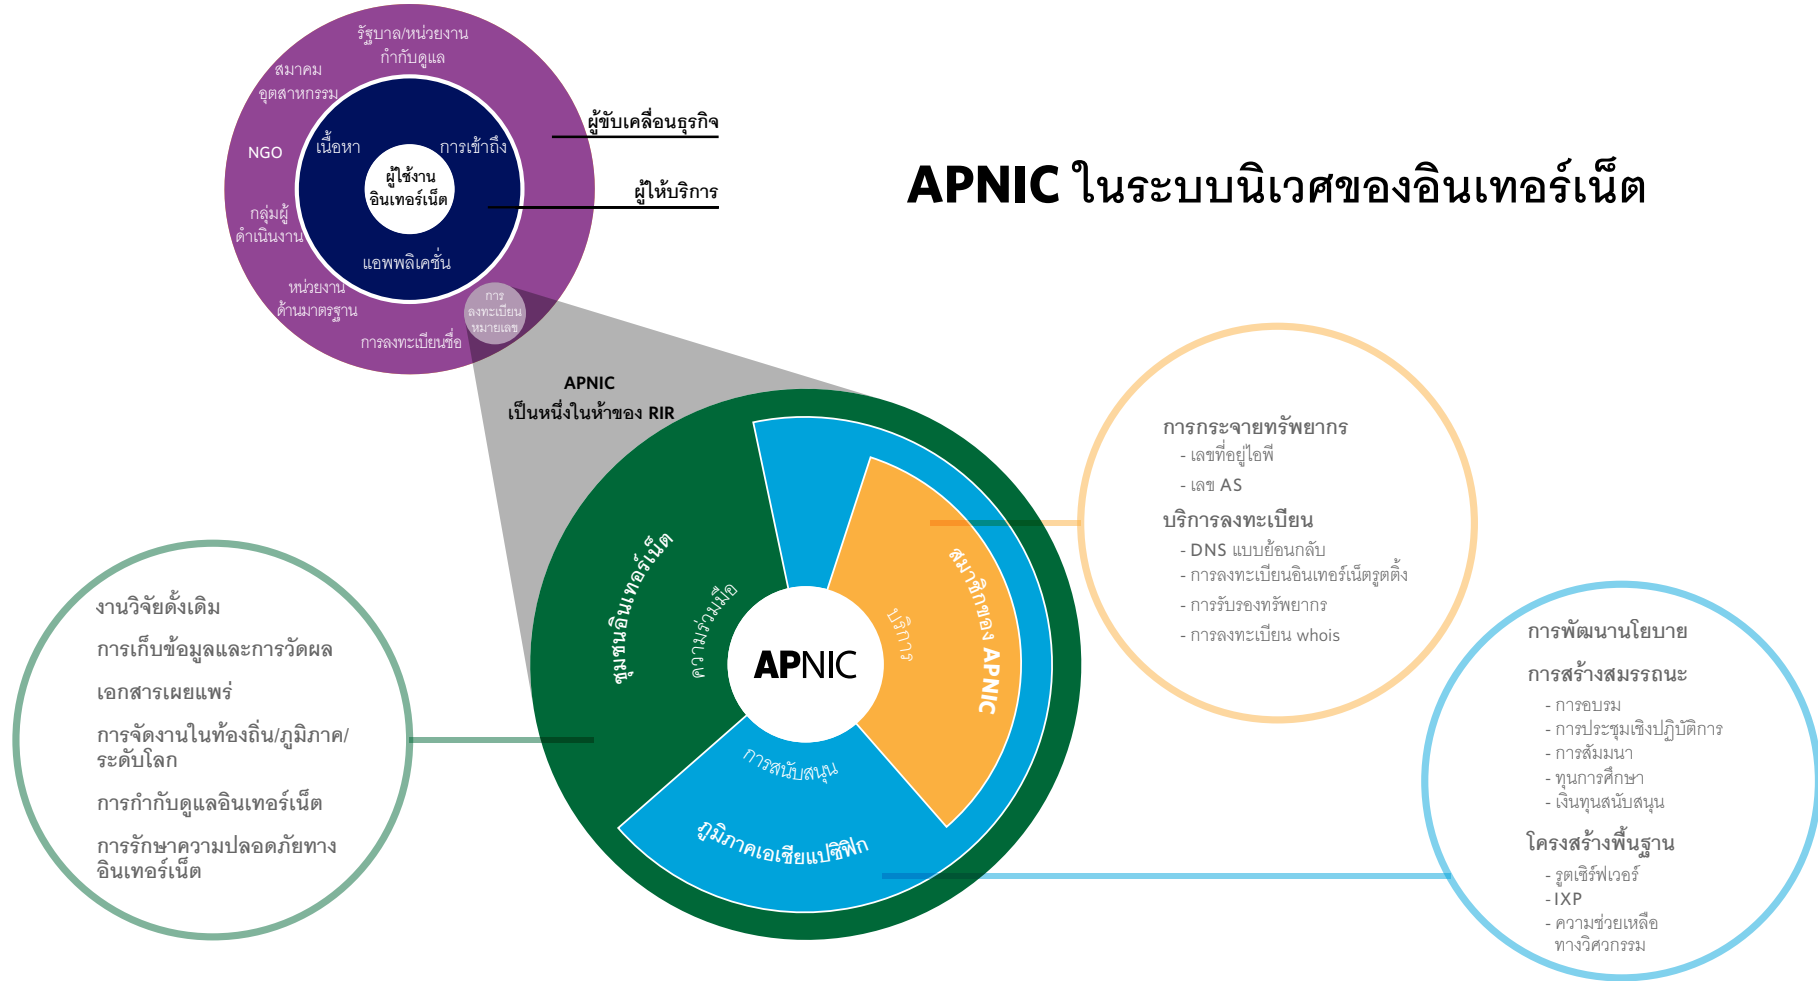 รัฐบาล/หน่วยงาน
กำกับดูแล
สมาคม
อุตสาหกรรม
NGO
กลุ่มผู้
ดำเนินงาน
หน่วยงาน
ด้านมาตรฐาน
การลงทะเบียนชื่อ
การ
ลงทะเบียน
หมายเลข
เนื้อหา
การเข้าถึง
แอพพลิเคชั่น
ผู้ใช้งาน
อินเทอร์เน็ต
ผู้ขับเคลื่อนธุรกิจ
ผู้ให้บริการ
APNIC ในระบบนิเวศของอินเทอร์เน็ต
APNIC
เป็นหนึ่งในห้าของ RIR
ชุมชนอินเทอร์เน็ต
ความร่วมมือ
APNIC
บริการ
สมาชิกของ APNIC
การสนับสนุน
ภูมิภาคเอเชียแปซิฟิก
งานวิจัยดั้งเดิม
การเก็บข้อมูลและการวัดผล
เอกสารเผยแพร่
การจัดงานในท้องถิ่น/ภูมิภาค/
ระดับโลก
การกำกับดูแลอินเทอร์เน็ต
การรักษาความปลอดภัยทาง
อินเทอร์เน็ต
การกระจายทรัพยากร
- เลขที่อยู่ไอพี
- เลข AS
บริการลงทะเบียน
- DNS แบบย้อนกลับ
- การลงทะเบียนอินเทอร์เน็ตรูตติ้ง
- การรับรองทรัพยากร
- การลงทะเบียน whois
การพัฒนานโยบาย
การสร้างสมรรถนะ
- การอบรม
- การประชุมเชิงปฏิบัติการ
- การสัมมนา
- ทุนการศึกษา
- เงินทุนสนับสนุน
โครงสร้างพื้นฐาน
- รูตเซิร์ฟเวอร์
- IXP
- ความช่วยเหลือ
ทางวิศวกรรม